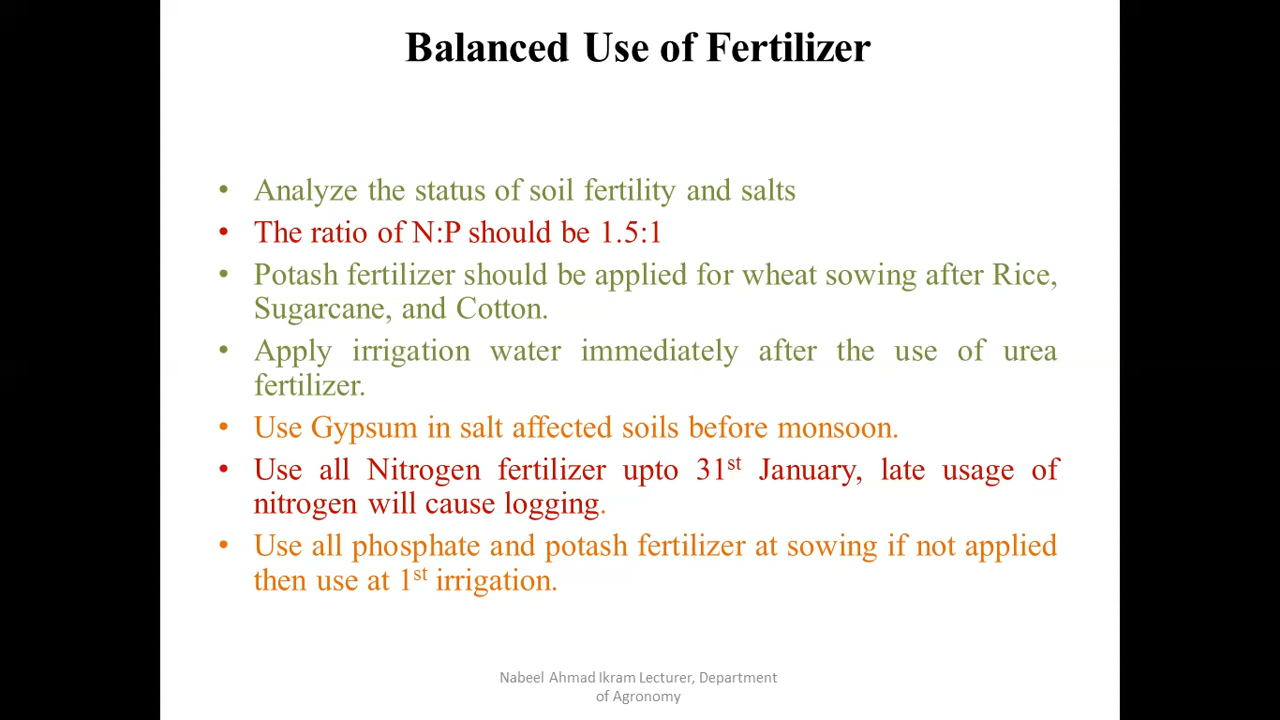 Balanced Use of Fertilizer
• Analyze the status of soil fertility and salts
• The ratio of N:P should be 1.5:1
• Potash fertilizer should be applied for wheat sowing after Rice,
Sugarcane, and Cotton.
• Apply irrigation water immediately after the use of urea
fertilizer.
• Use Gypsum in salt affected soils before monsoon.
• Use all Nitrogen fertilizer upto 31st January, late usage of
nitrogen will cause logging.
• Use all phosphate and potash fertilizer at sowing if not applied
then use at 1st irrigation.
Nabeel Ahmad Ikram Lecturer, Department
of Agronomy